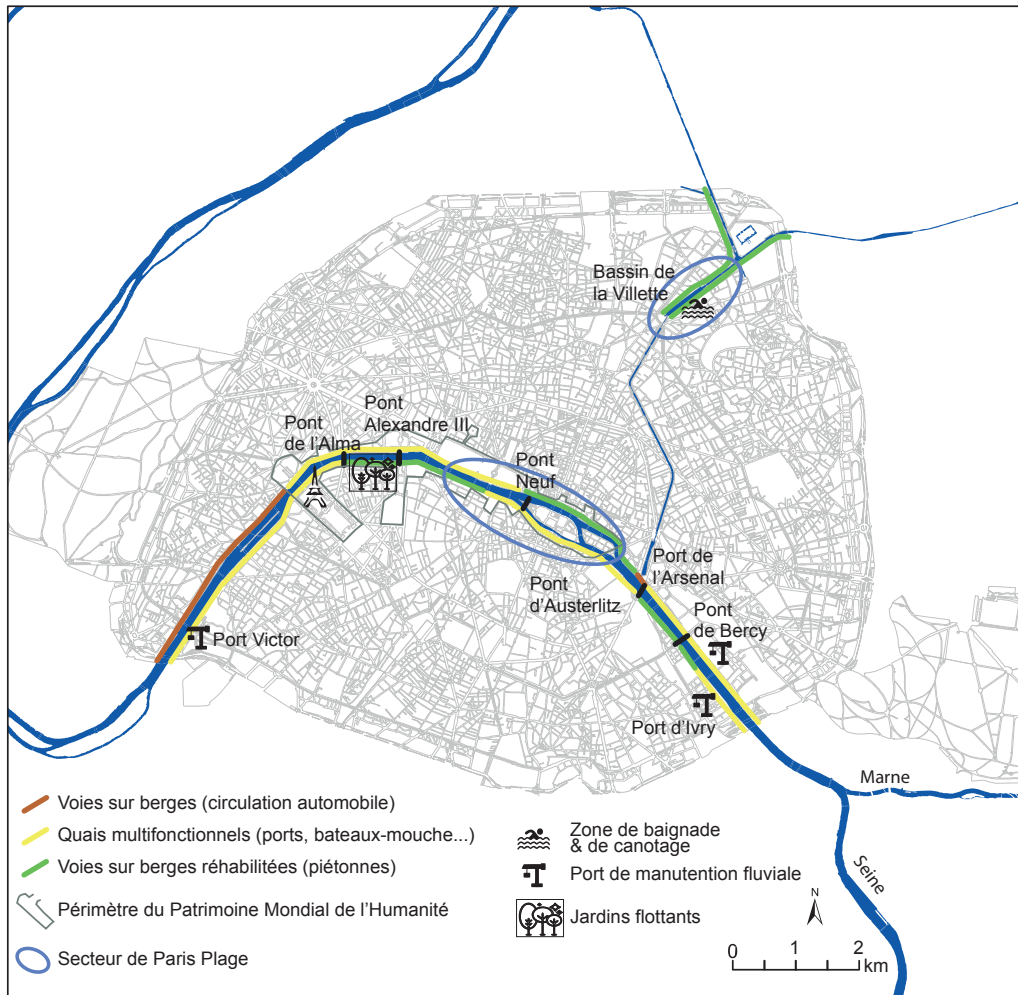 Bassin de
la Villette
Pont
Alexandre III
Pont
de l'Alma
Pont
Neuf
Port de
l'Arsenal
Pont
d'Austerlitz
Pont
de Bercy
Port Victor
Port d'Ivry
Marne
Seine
Voies sur berges (circulation automobile)
Quais multifonctionnels (ports, bateaux-mouche...)
Voies sur berges réhabilitées (piétonnes)
Périmètre du Patrimoine Mondial de l'Humanité
Secteur de Paris Plage
Zone de baignade
& de canotage
Port de manutention fluviale
Jardins flottants
N
0 1 2
km